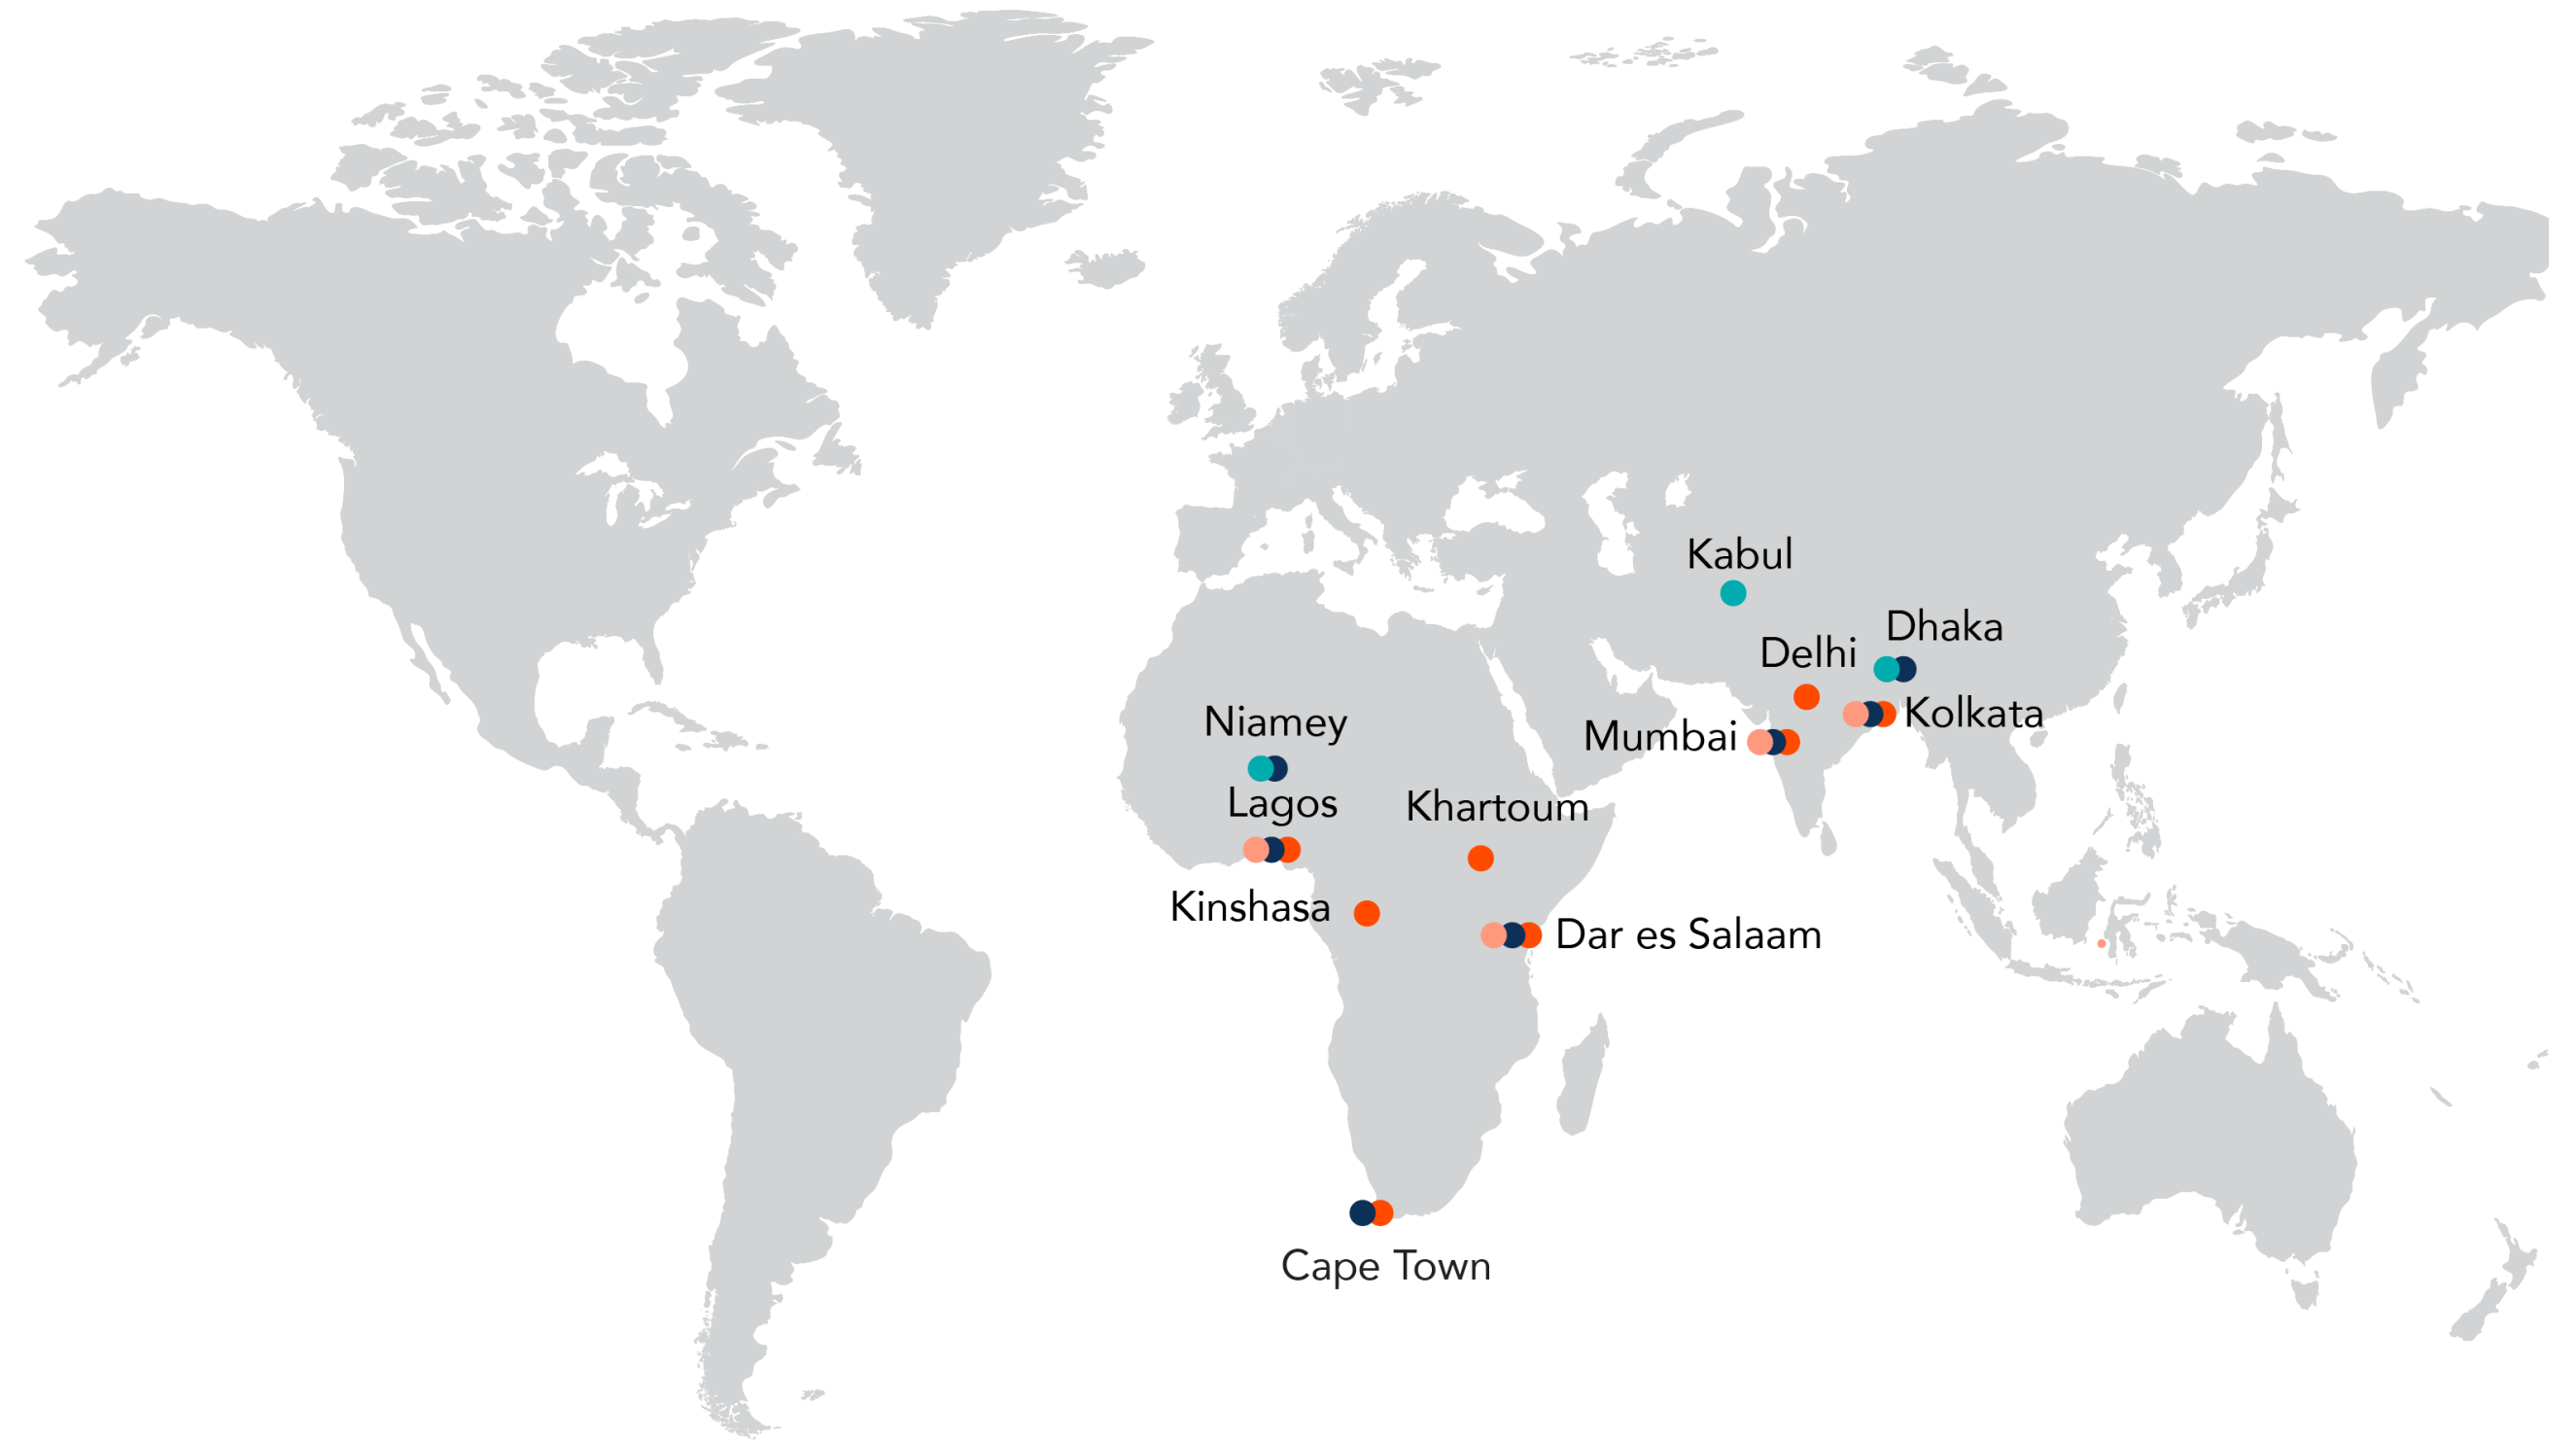 Kabul
Dhaka
Delhi
Kolkata
Niamey
Mumbai
Lagos
Khartoum
Kinshasa
Dar es Salaam
Cape Town